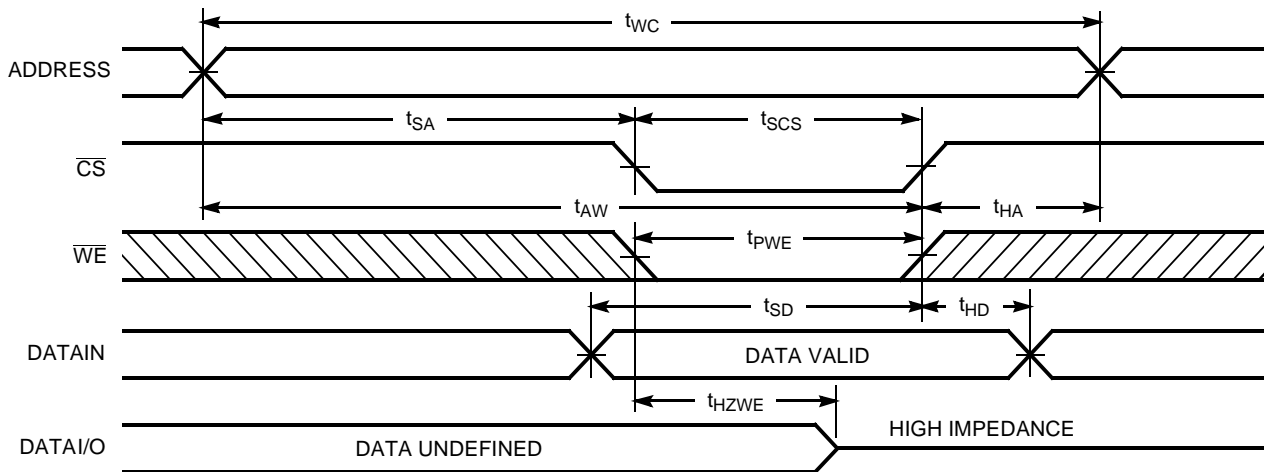 tWC
ADDRESS
tSA
tSCS
CS
tAW
tHA
WE
tPWE
tSD
tHD
DATAIN
DATA VALID
tHZWE
DATAI/O
DATA UNDEFINED
HIGH IMPEDANCE